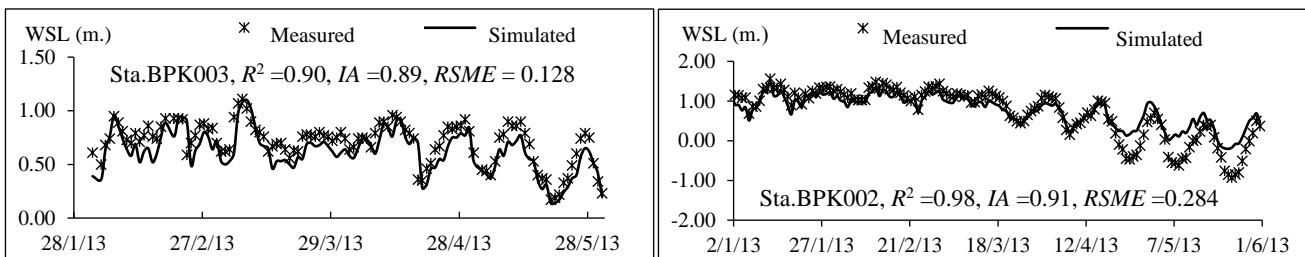 WSL (m.) Measured Simulated
1.50
Sta.BPK003, R² =0.90, IA =0.89, RSME = 0.128
1.00
0.50
0.00
28/1/13 27/2/13 29/3/13 28/4/13 28/5/13
WSL (m.) Measured Simulated
2.00
1.00
0.00
-1.00
Sta.BPK002, R² =0.98, IA =0.91, RSME =0.284
-2.00
2/1/13 27/1/13 21/2/13 18/3/13 12/4/13 7/5/13 1/6/13